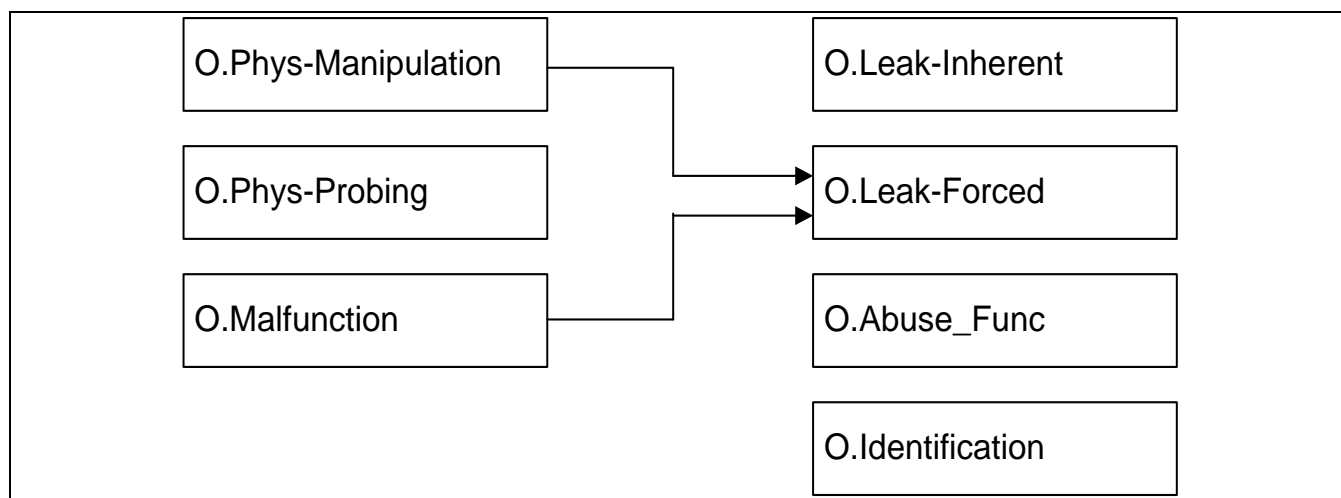 O.Phys-Manipulation
O.Leak-Inherent
O.Phys-Probing
O.Leak-Forced
O.Malfunction
O.Abuse_Func
O.Identification